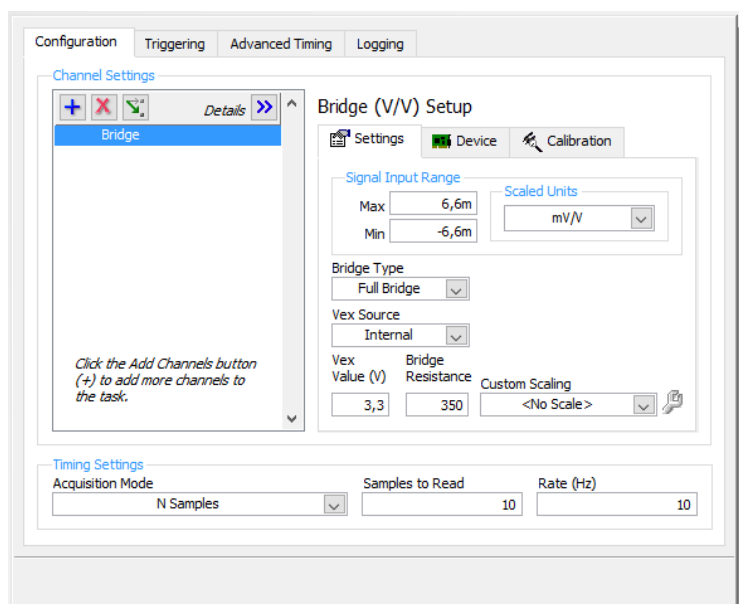 Configuration Triggering Advanced Timing Logging
Channel Settings
Details
Bridge
Click the Add Channels button
(+) to add more channels to
the task.
Bridge (V/V) Setup
Settings Device Calibration
Signal Input Range
Max 6,6m
Min -6,6m
Scaled Units
mV/V
Bridge Type
Full Bridge
Vex Source
Internal
Vex
Value (V)
3,3
Bridge
Resistance
350
Custom Scaling
<No Scale>
Timing Settings
Acquisition Mode Samples to Read Rate (Hz)
N Samples 10 10